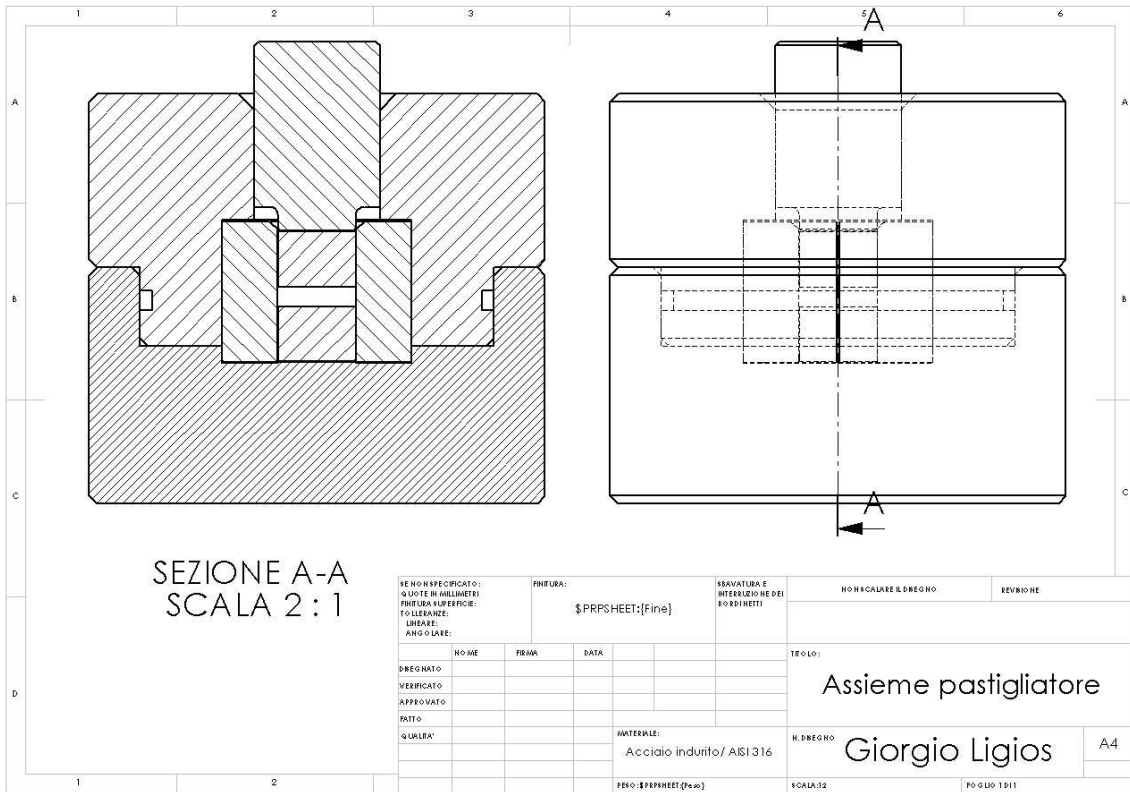 1 2 3 4 5 6
A
A
A
A
B
B
C
C
A
SEZIONE A-A
SCALA 2 : 1
D
SE NON SPECIFICATO:
QUOTE IN MILLIMETRI
FINITURA SUPERFICIE:
TOLLERANZE:
LINEARE:
ANGOLARE:
FINITURA:
$PRPSHEET:{Fine}
SBAVATURA E
INTERRUZIONE DEI
BORDI NETTI
NON SCALARE IL DISEGNO
REVISIONE
NOME FIRMA DATA
DISEGNATO
VERIFICATO
APPROVATO
FATTO
QUALITA'
TITOLO:
Assieme pastigliatore
MATERIALE:
Acciaio indurito/ AISI 316
N. DISEGNO
Giorgio Ligios
A4
PESO: $PRPSHEET:{Peso}
SCALA:1:2
FOGLIO 1 DI 1
1 2